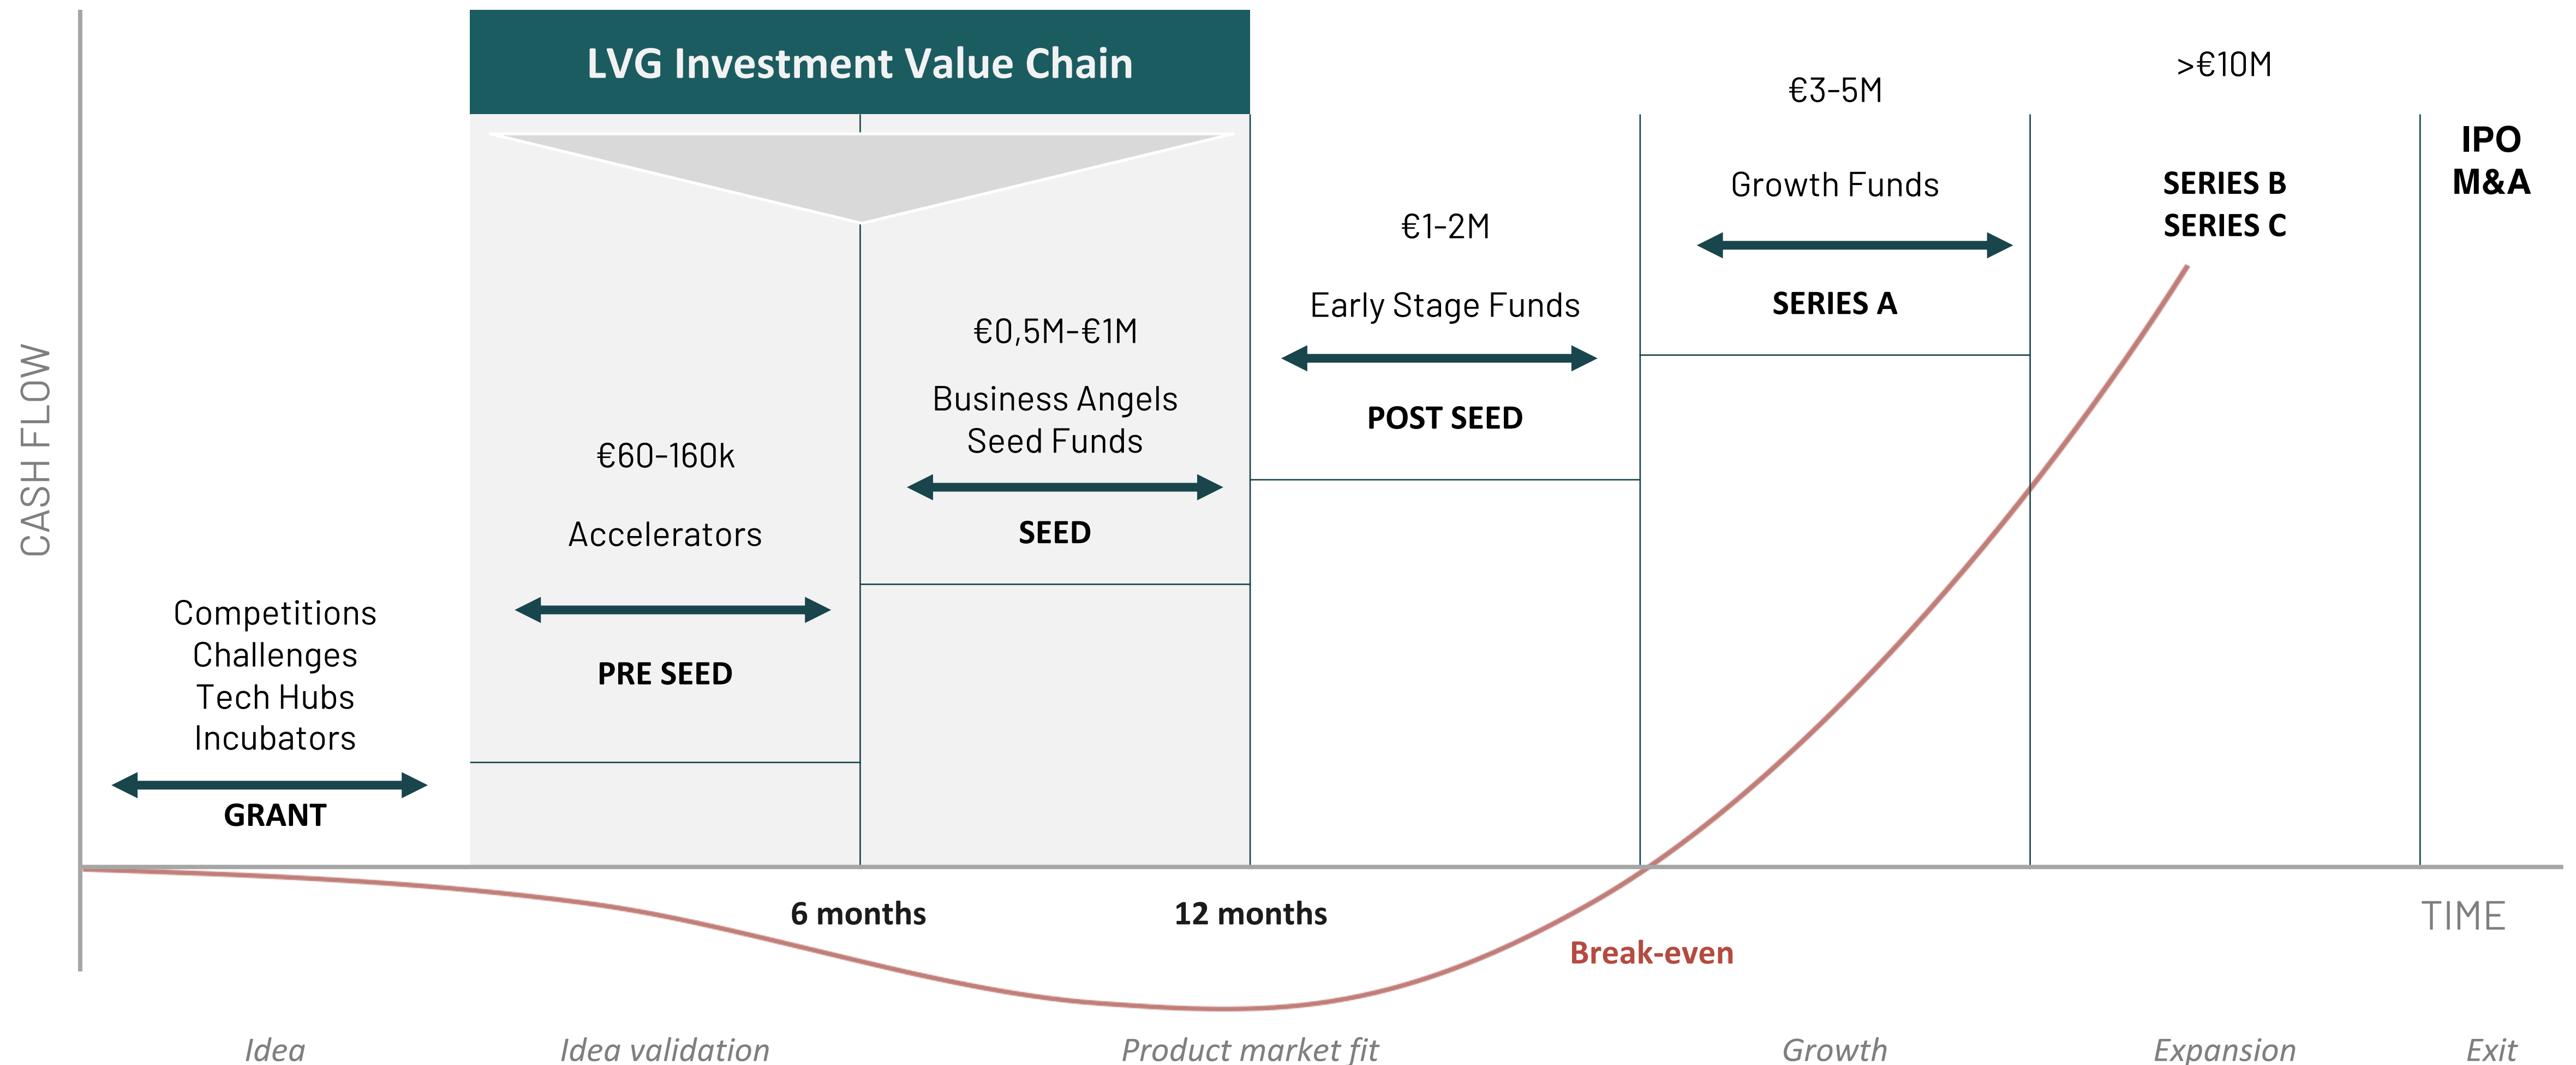 LVG Investment Value Chain
CASH FLOW
Competitions
Challenges
Tech Hubs
Incubators
GRANT
€60-160k
Accelerators
PRE SEED
€0,5M-€1M
Business Angels
Seed Funds
SEED
€1-2M
Early Stage Funds
POST SEED
€3-5M
Growth Funds
SERIES A
>€10M
SERIES B
SERIES C
IPO
M&A
6 months
12 months
Break-even
TIME
Idea
Idea validation
Product market fit
Growth
Expansion
Exit